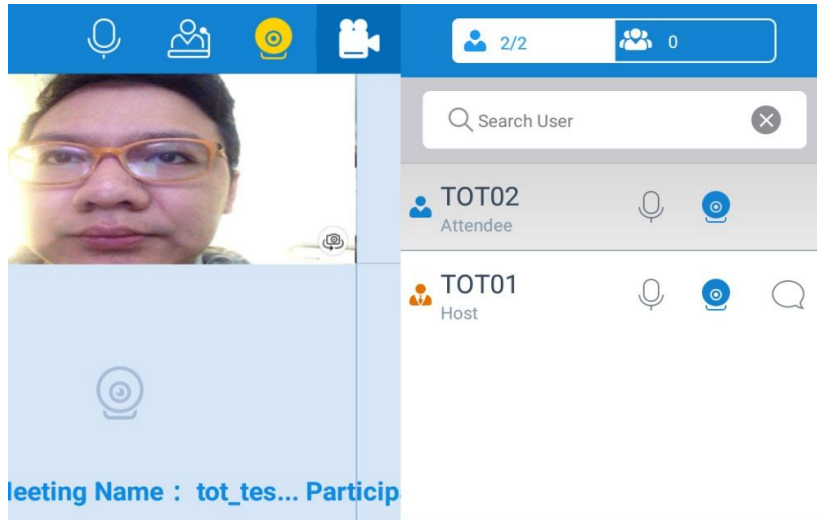 2/2
0
Search User
TOT02
Attendee
TOT01
Host
leeting Name : tot_tes... Particip